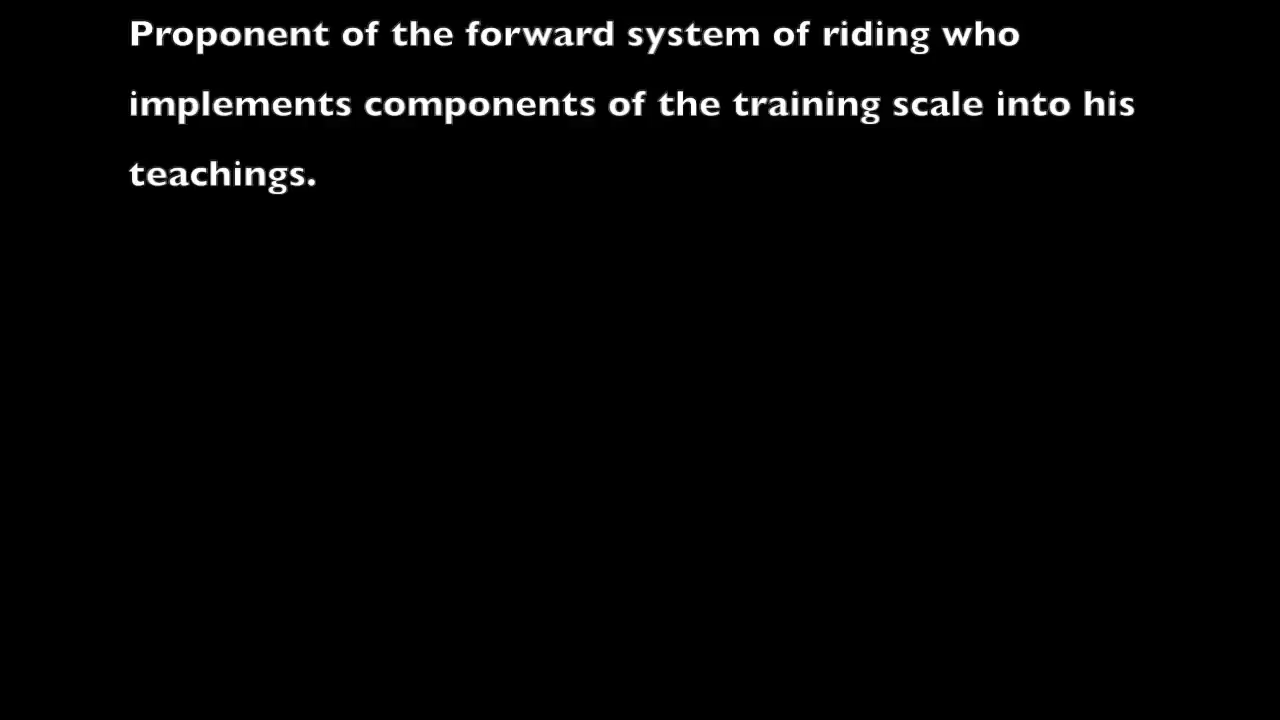 Proponent of the forward system of riding who
implements components of the training scale into his
teachings.